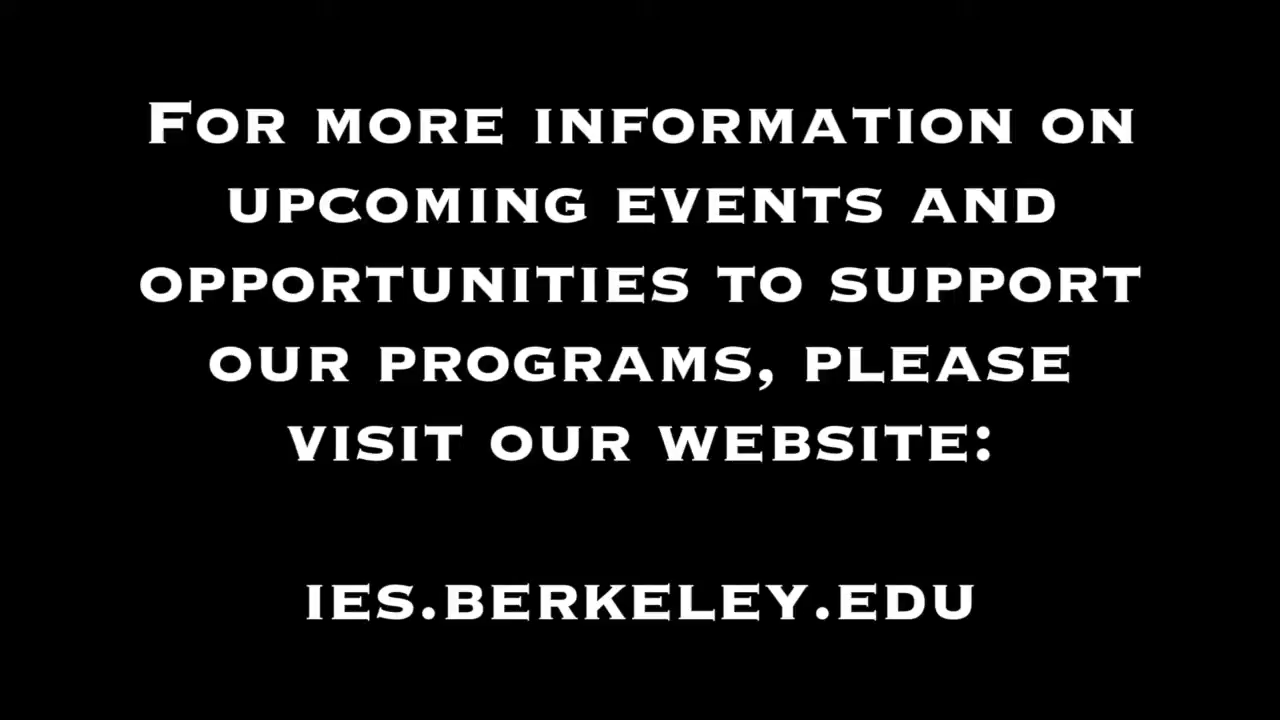 For more information on
upcoming events and
opportunities to support
our programs, please
visit our website:
ies.berkeley.edu